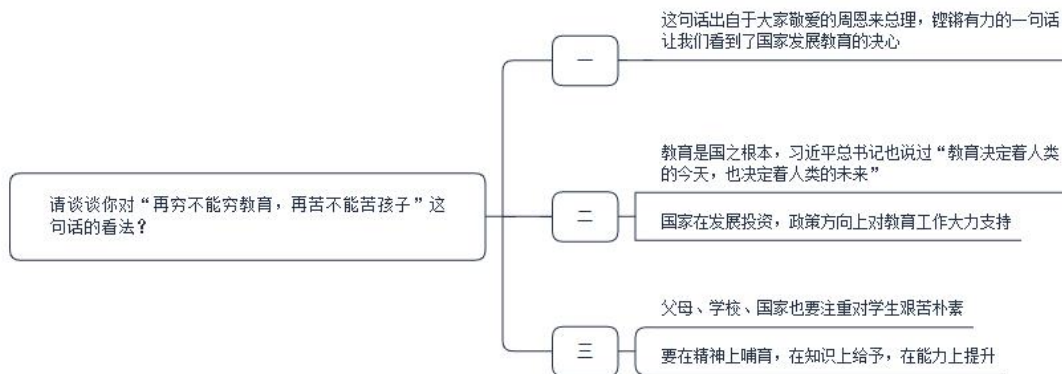 请谈谈你对“再穷不能穷教育，再苦不能苦孩子”这
句话的看法？
一
这句话出自于大家敬爱的周恩来总理，铿锵有力的一句话
让我们看到了国家发展教育的决心
二
教育是国之根本，习近平总书记也说过“教育决定着人类
的今天，也决定着人类的未来”
国家在发展投资，政策方向上对教育工作大力支持
三
父母、学校、国家也要注重对学生艰苦朴素
要在精神上哺育，在知识上给予，在能力上提升